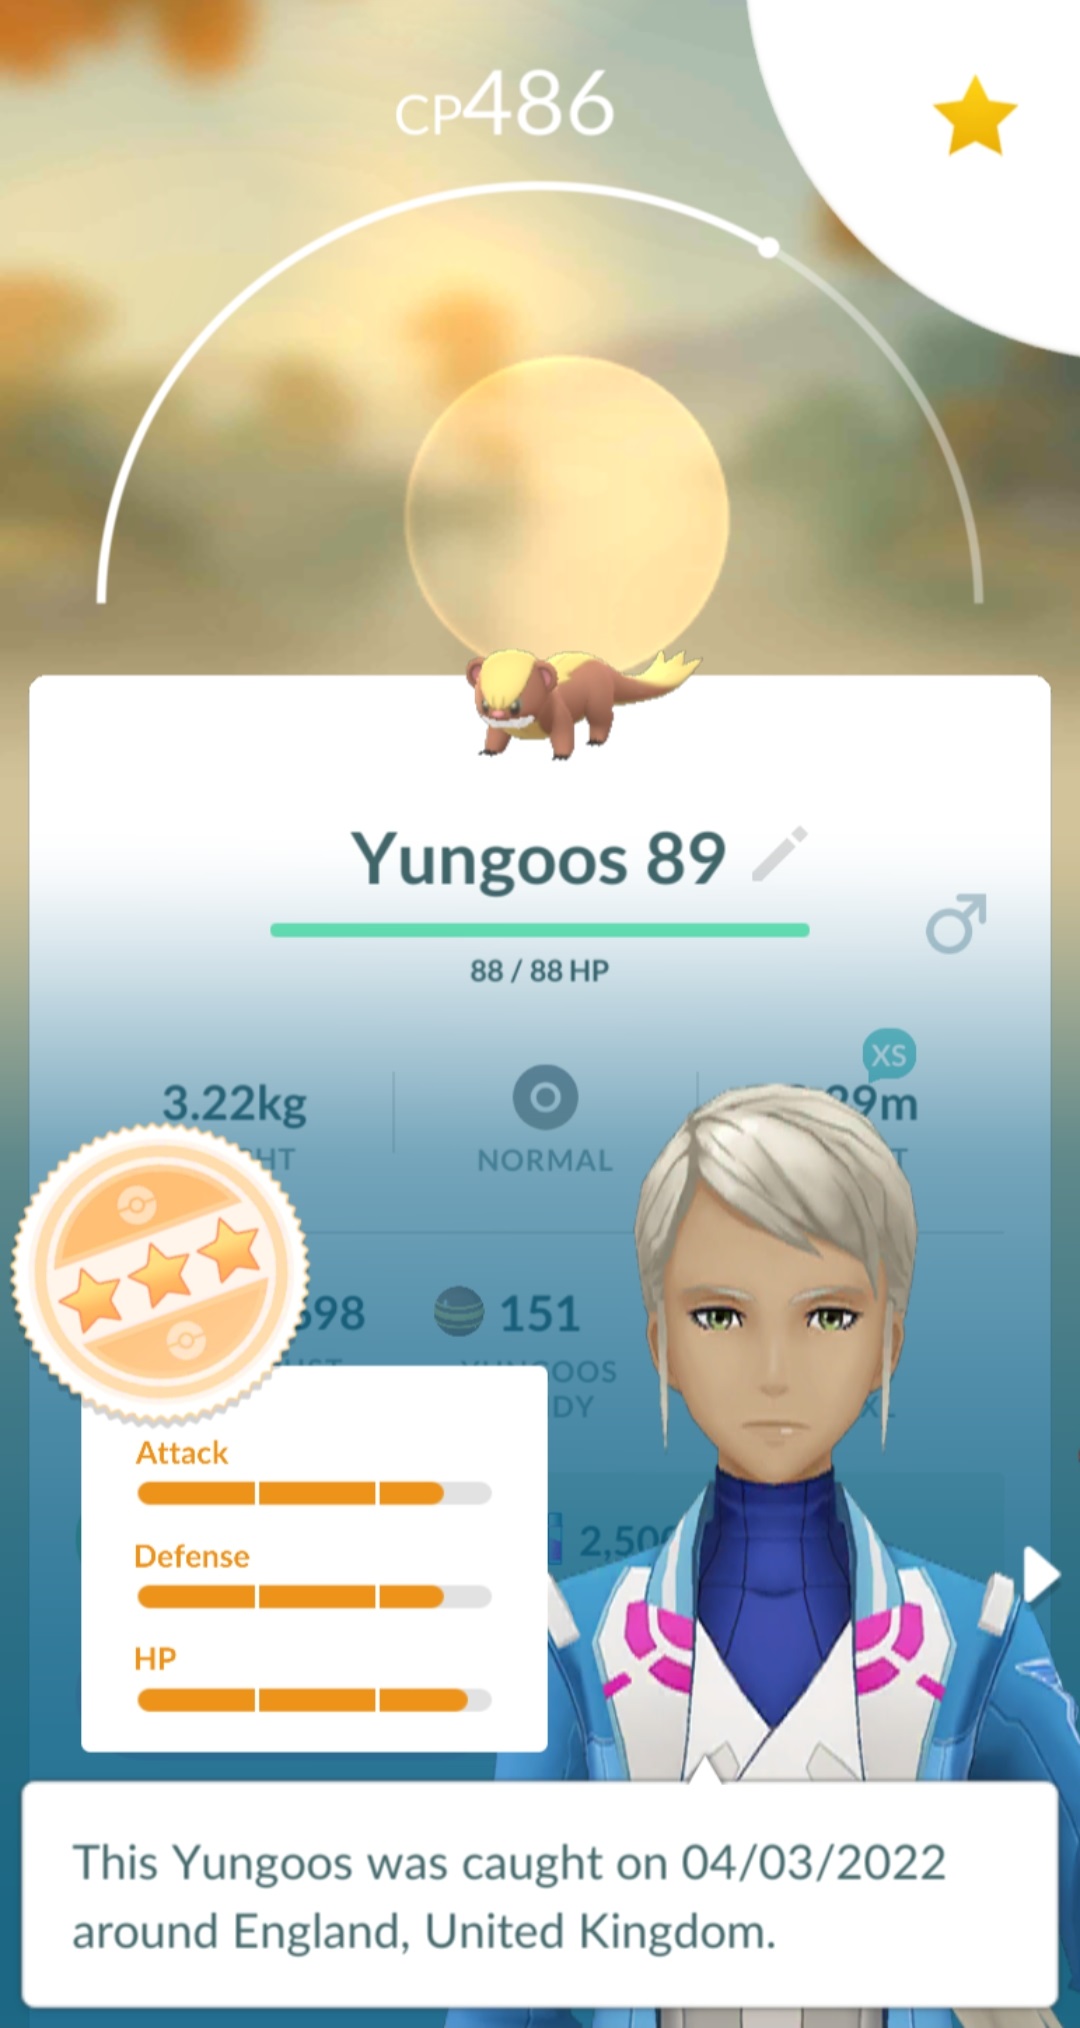 CP486
Yungoos 89
88 / 88 HP
XS
3.22kg
NORMAL
151
Attack
Defense
HP
This Yungoos was caught on 04/03/2022
around England, United Kingdom.